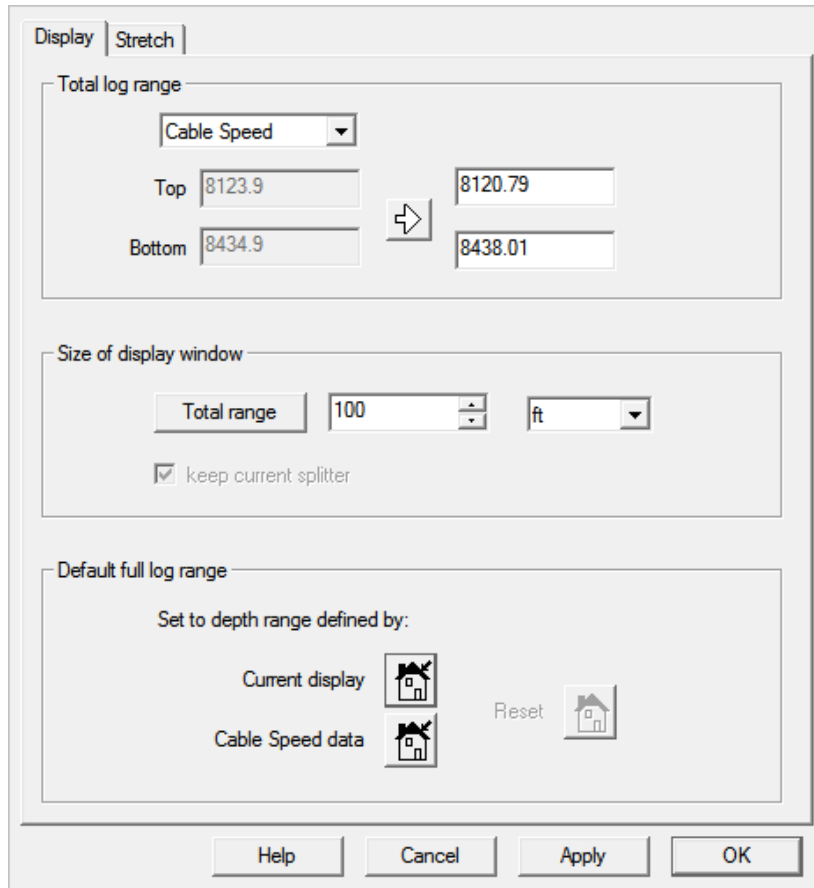 Display Stretch
Total log range
Cable Speed
Top 8123.9 8120.79
Bottom 8434.9 8438.01
Size of display window
Total range 100 ft
keep current splitter
Default full log range
Set to depth range defined by:
Current display
Reset
Cable Speed data
Help Cancel Apply OK